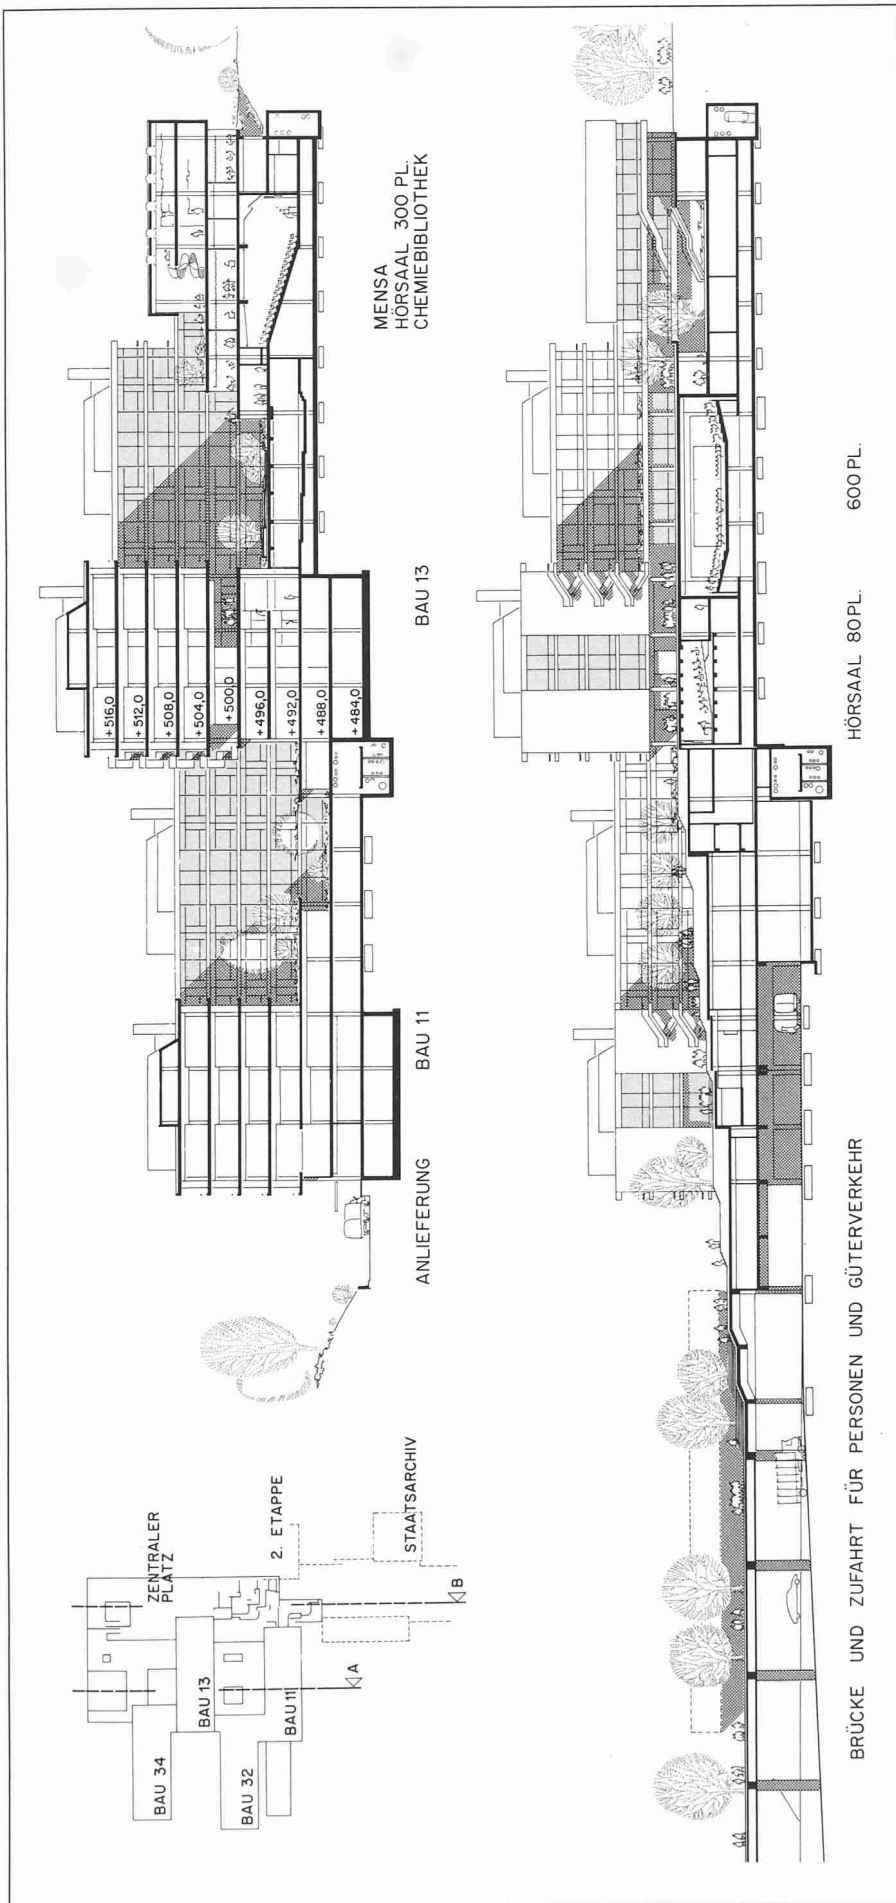 ZENTRALER
PLATZ
2. ETAPPE
STAATSARCHIV
BAU 34
BAU 13
BAU 32
BAU 11
A
B
ANLIEFERUNG
BAU 11
BAU 13
MENSA
HÖRSAAL 300 PL.
CHEMIEBIBLIOTHEK
+516,0
+512,0
+508,0
+504,0
+500,0
+496,0
+492,0
+488,0
+484,0
BRÜCKE UND ZUFAHRT FÜR PERSONEN UND GÜTERVERKEHR
HÖRSAAL 80 PL. 600 PL.